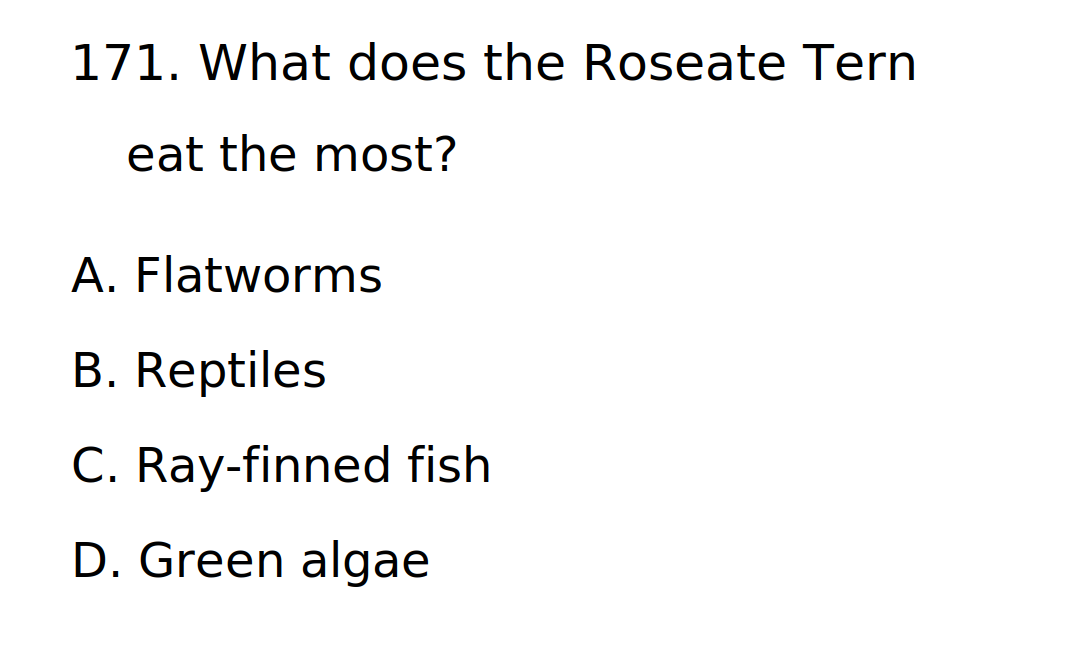 171. What does the Roseate Tern
eat the most?
A. Flatworms
B. Reptiles
C. Ray-finned fish
D. Green algae